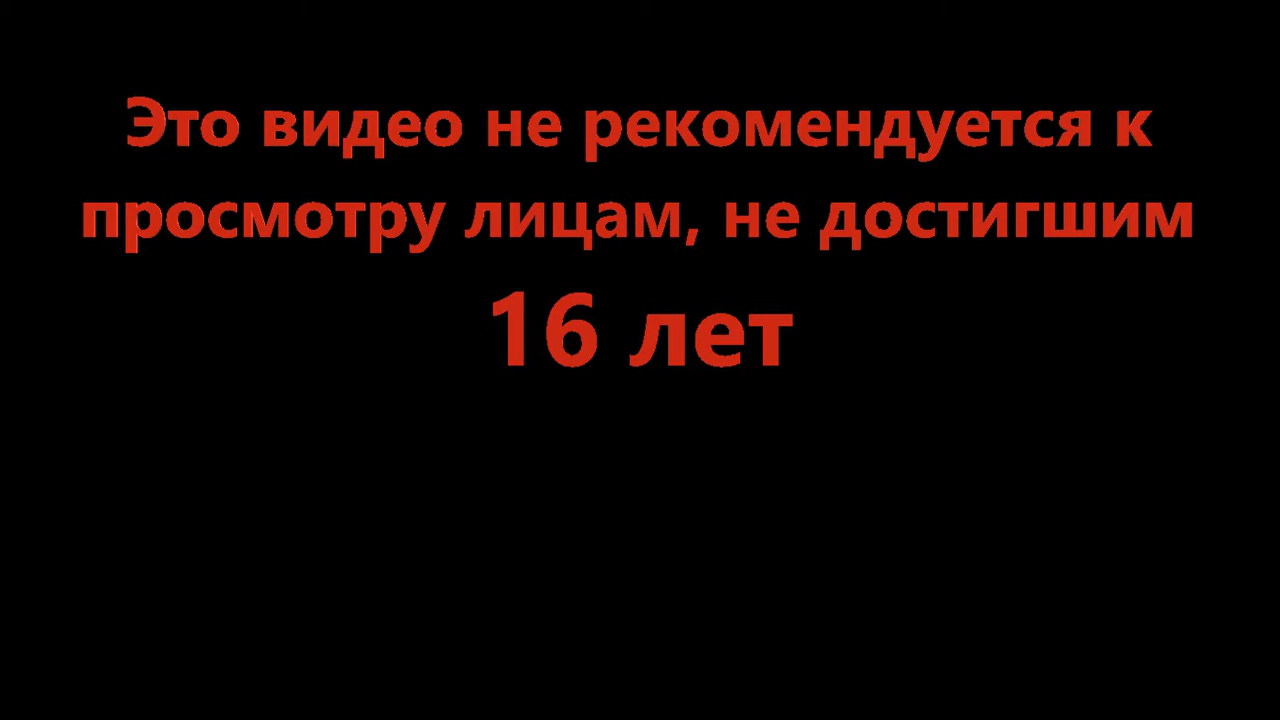 Это видео не рекомендуется к
просмотру лицам, не достигшим
16 лет